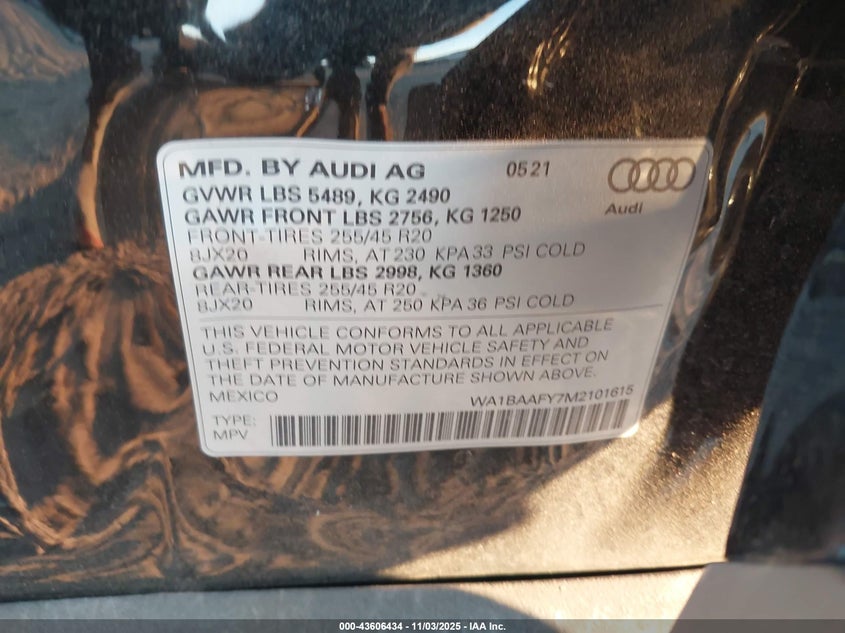 MFD. BY AUDI AG 0521
GVWR LBS 5489, KG 2490
GAWR FRONT LBS 2756, KG 1250
Audi
FRONT-TIRES 255/45 R20
8JX20 RIMS, AT 230 KPA 33 PSI COLD
GAWR REAR LBS 2998, KG 1360
REAR-TIRES 255/45 R20
8JX20 RIMS, AT 250 KPA 36 PSI COLD
THIS VEHICLE CONFORMS TO ALL APPLICABLE
U.S. FEDERAL MOTOR VEHICLE SAFETY AND
THEFT PREVENTION STANDARDS IN EFFECT ON
THE DATE OF MANUFACTURE SHOWN ABOVE.
MEXICO WA1BAAFY7M2101615
TYPE:
MPV
000-43606434 - 11/03/2025 - IAA Inc.